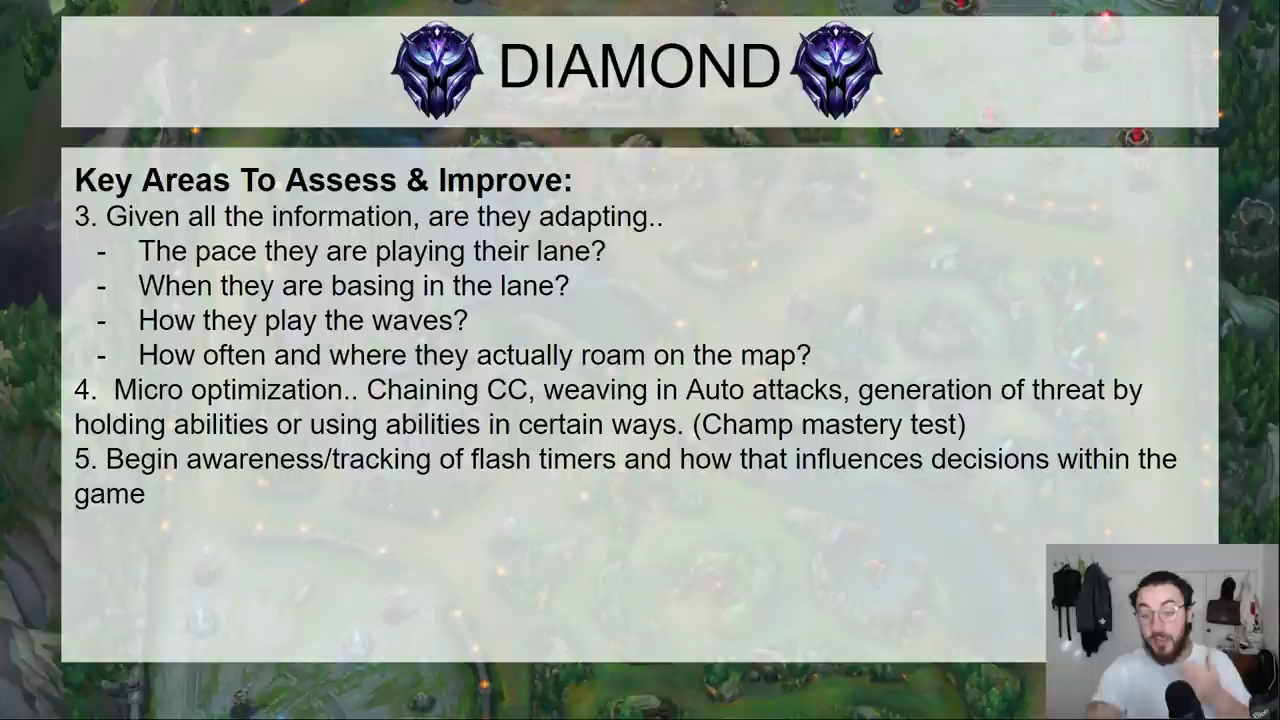 DIAMOND
Key Areas To Assess & Improve:
3. Given all the information, are they adapting..
- The pace they are playing their lane?
- When they are basing in the lane?
- How they play the waves?
- How often and where they actually roam on the map?
4. Micro optimization.. Chaining CC, weaving in Auto attacks, generation of threat by
holding abilities or using abilities in certain ways. (Champ mastery test)
5. Begin awareness/tracking of flash timers and how that influences decisions within the
game